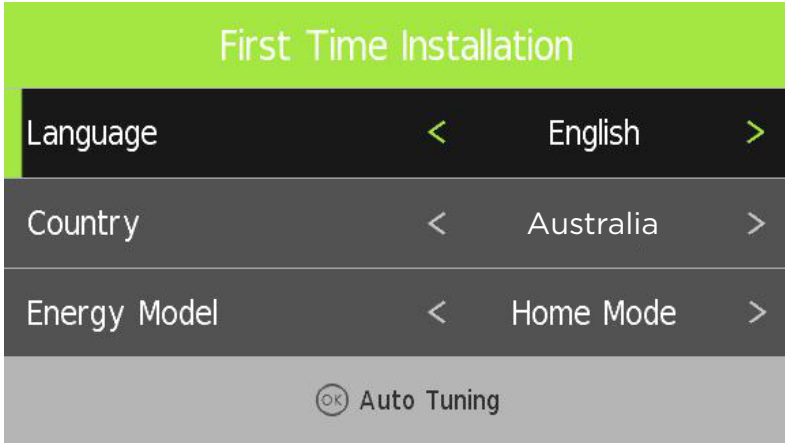 First Time Installation
Language < English >
Country < Australia >
Energy Model < Home Mode >
OK Auto Tuning